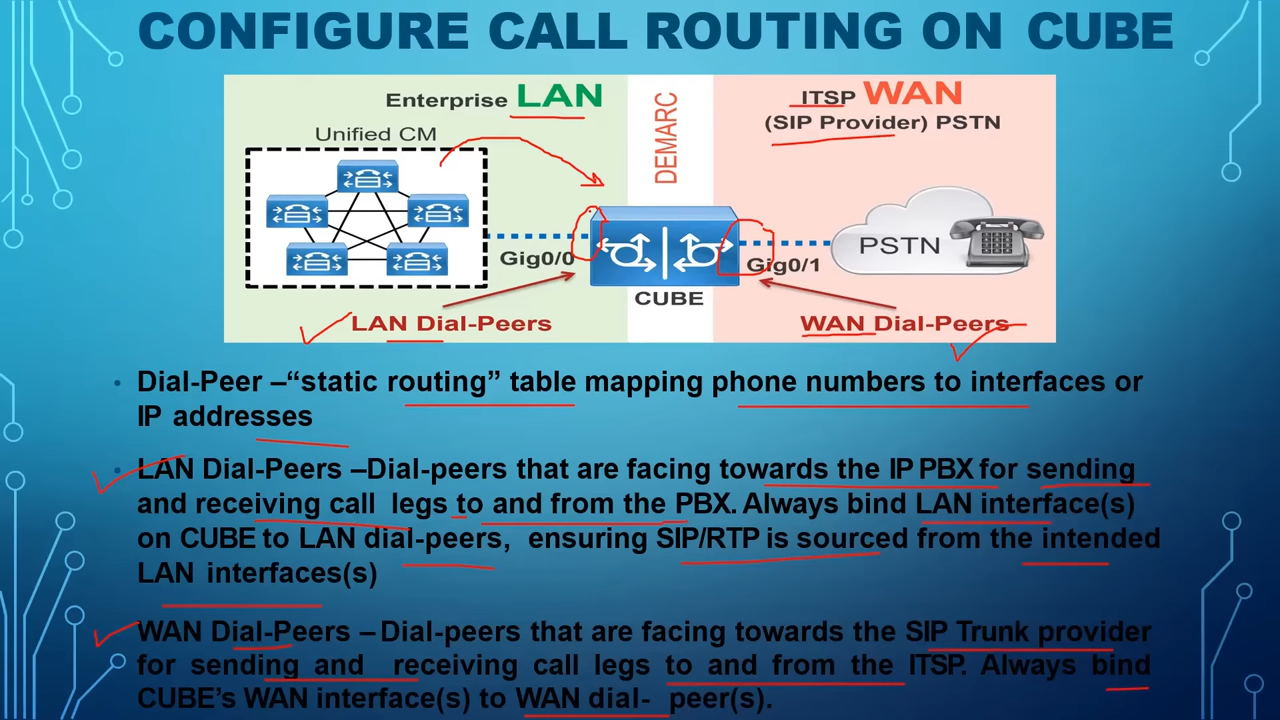 CONFIGURE CALL ROUTING ON CUBE
Enterprise LAN
DEMARC
ITSP WAN
(SIP Provider) PSTN
Unified CM
PSTN
Gig0/0
Gig0/1
CUBE
LAN Dial-Peers
WAN Dial-Peers
• Dial-Peer –“static routing” table mapping phone numbers to interfaces or
IP addresses
• LAN Dial-Peers –Dial-peers that are facing towards the IP PBX for sending
and receiving call legs to and from the PBX. Always bind LAN interface(s)
on CUBE to LAN dial-peers, ensuring SIP/RTP is sourced from the intended
LAN interfaces(s)
WAN Dial-Peers – Dial-peers that are facing towards the SIP Trunk provider
for sending and receiving call legs to and from the ITSP. Always bind
CUBE’s WAN interface(s) to WAN dial- peer(s).